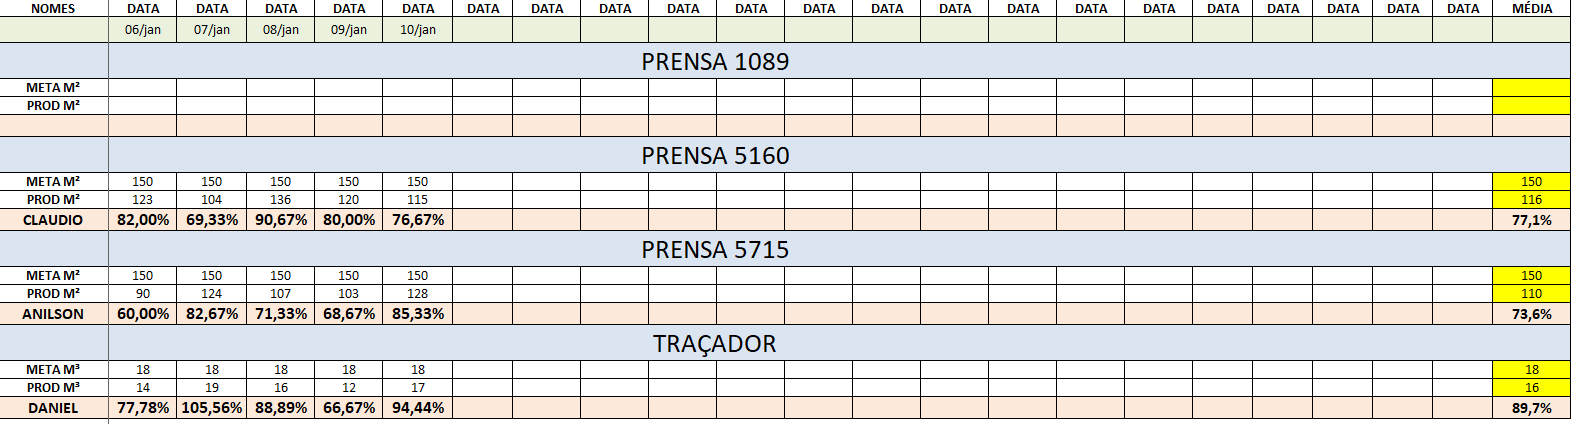 NOMES DATA DATA DATA DATA DATA DATA DATA DATA DATA DATA DATA DATA DATA DATA DATA DATA DATA DATA DATA DATA DATA MÉDIA
06/jan 07/jan 08/jan 09/jan 10/jan
PRENSA 1089
META M²
PROD M²
PRENSA 5160
META M² 150 150 150 150 150 150
PROD M² 123 104 136 120 115 116
CLAUDIO 82,00% 69,33% 90,67% 80,00% 76,67% 77,1%
PRENSA 5715
META M² 150 150 150 150 150 150
PROD M² 90 124 107 103 128 110
ANILSON 60,00% 82,67% 71,33% 68,67% 85,33% 73,6%
TRAÇADOR
META M³ 18 18 18 18 18 18
PROD M³ 14 19 16 12 17 16
DANIEL 77,78% 105,56% 88,89% 66,67% 94,44% 89,7%